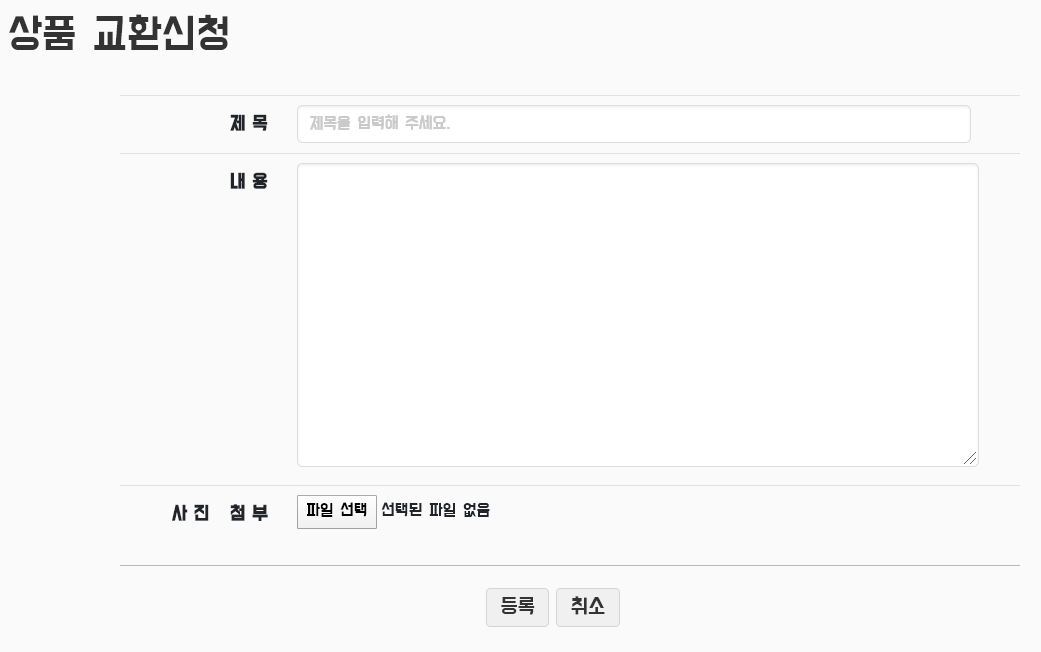 상품 교환신청
제 목
제목을 입력해 주세요.
내 용
사 진 첨 부
파일 선택 선택된 파일 없음
등록 취소